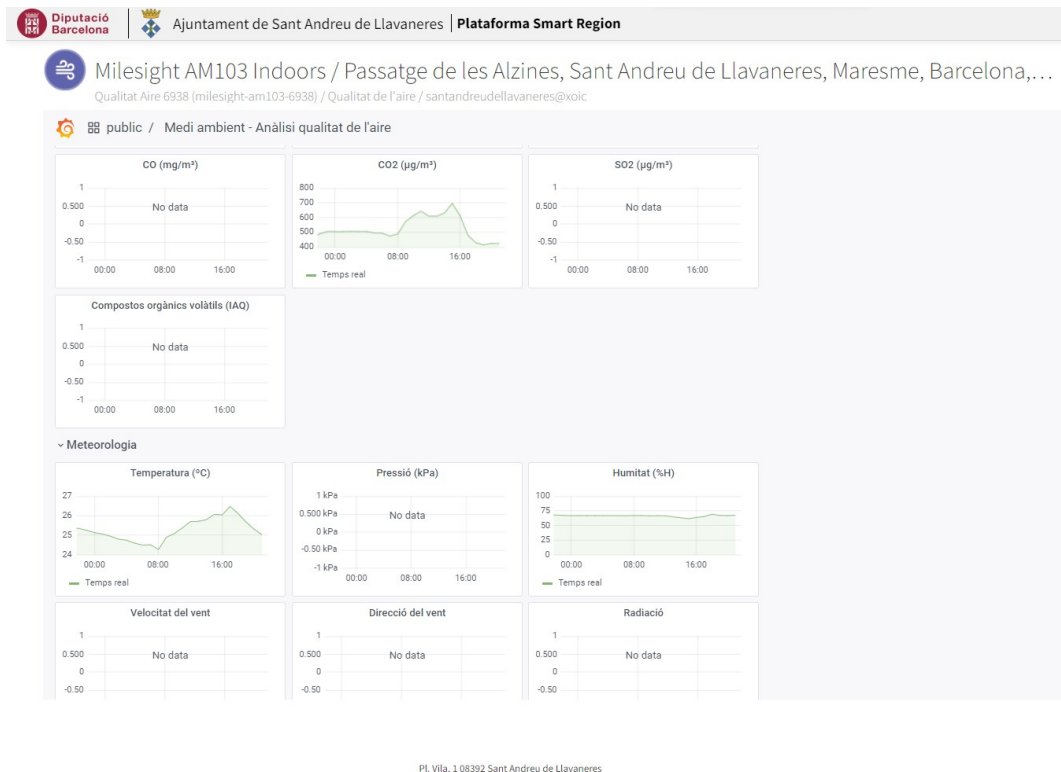 Diputació
Barcelona
Ajuntament de Sant Andreu de Llavaneres | Plataforma Smart Region
Milesight AM103 Indoors / Passatge de les Alzines, Sant Andreu de Llavaneres, Maresme, Barcelona,…
Qualitat Aire 6938 (milesight-am103-6938) / Qualitat de l'aire / santandreudellavaneres@xoic
public / Medi ambient - Anàlisi qualitat de l'aire
CO (mg/m³)
1
0.500
0
-0.50
-1
No data
00:00 08:00 16:00
CO2 (µg/m³)
800
700
600
500
400
00:00 08:00 16:00
Temps real
SO2 (µg/m³)
1
0.500
0
-0.50
-1
No data
00:00 08:00 16:00
Compostos orgànics volàtils (IAQ)
1
0.500
0
-0.50
-1
No data
00:00 08:00 16:00
Meteorologia
Temperatura (ºC)
27
26
25
24
00:00 08:00 16:00
Temps real
Pressió (kPa)
1 kPa
0.500 kPa
0 kPa
-0.50 kPa
-1 kPa
No data
00:00 08:00 16:00
Humitat (%H)
100
75
50
25
0
00:00 08:00 16:00
Temps real
Velocitat del vent
1
0.500
0
-0.50
No data
Direcció del vent
1
0.500
0
-0.50
No data
Radiació
1
0.500
0
-0.50
No data
Pl. Vila, 1 08392 Sant Andreu de Llavaneres